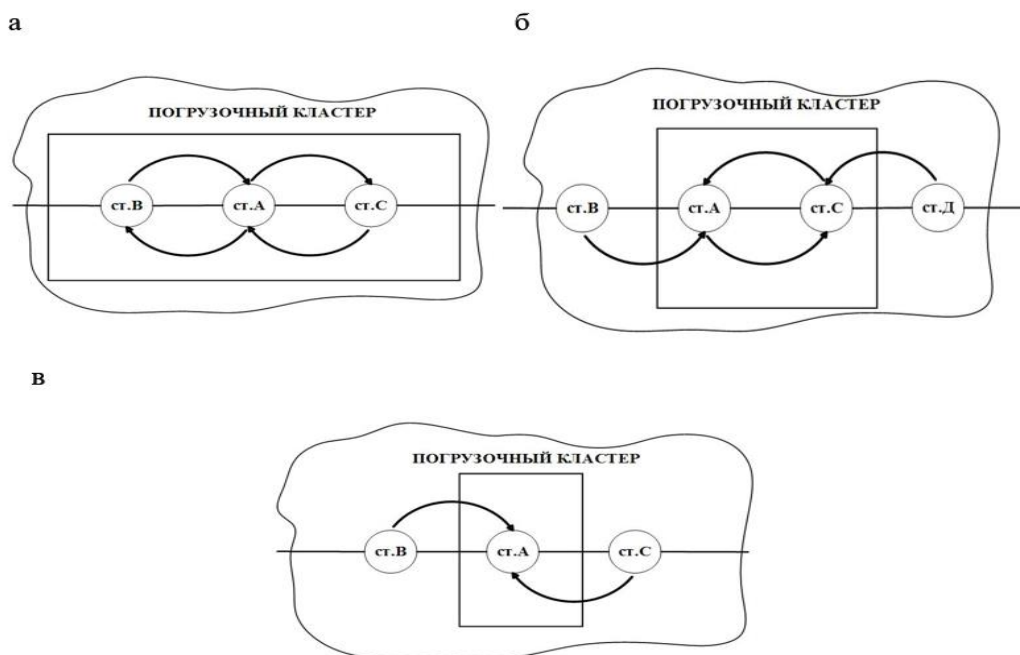 а
б
ПОГРУЗОЧНЫЙ КЛАСТЕР
ст.В
ст.А
ст.С
ПОГРУЗОЧНЫЙ КЛАСТЕР
ст.В
ст.А
ст.С
ст.Д
в
ПОГРУЗОЧНЫЙ КЛАСТЕР
ст.В
ст.А
ст.С